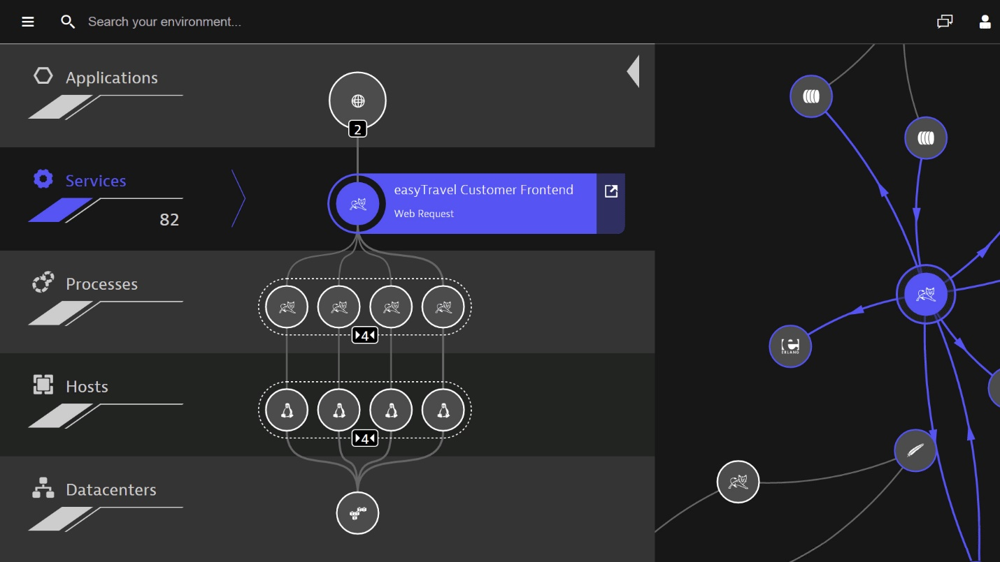 Search your environment...
Applications
2
Services
82
easyTravel Customer Frontend
Web Request
Processes
4
Hosts
4
Datacenters
ERLANG